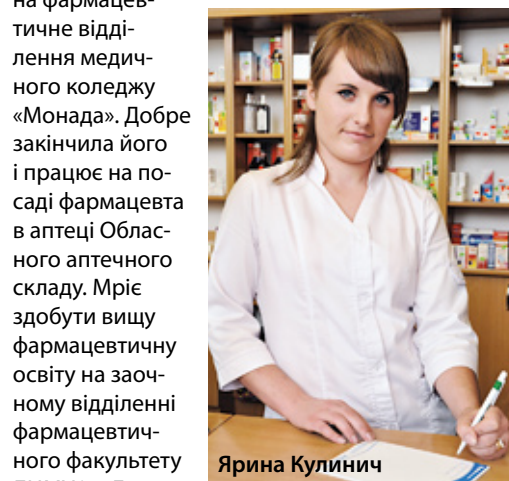 на фармацев-
тичне відді-
лення медич-
ного коледжу
«Монада». Добре
закінчила його
і працює на по-
саді фармацевта
в аптеці Облас-
ного аптечного
складу. Мріє
здобути вищу
фармацевтичну
освіту на заоч-
ному відділенні
фармацевтич-
ного факультету
Ярина Кулинич